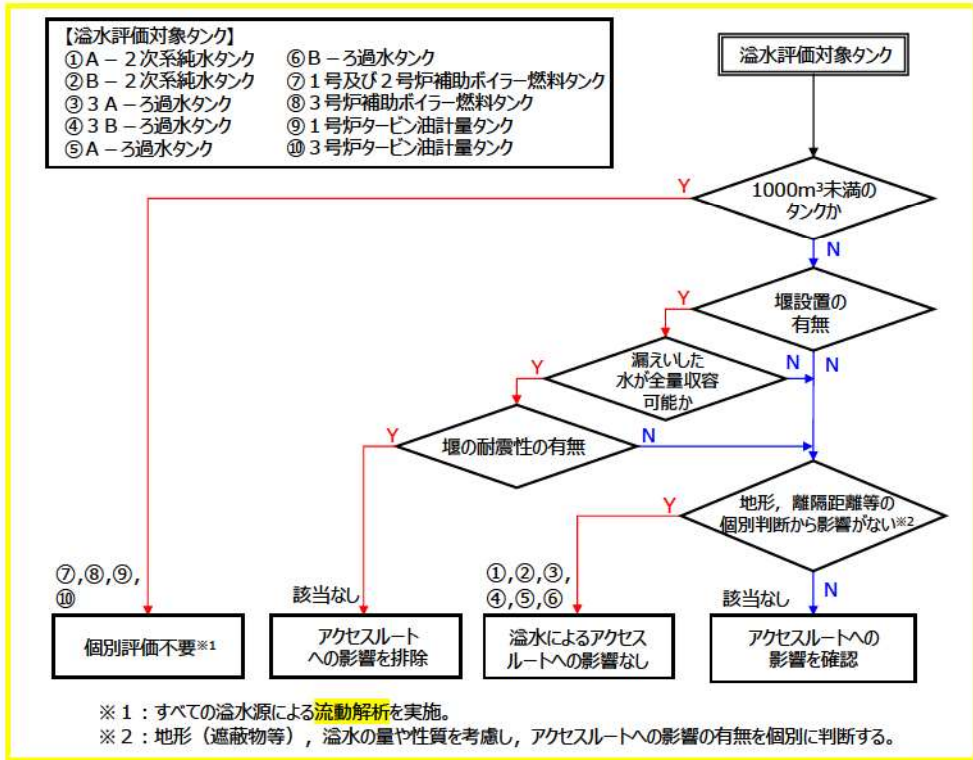 【溢水評価対象タンク】
①A－２次系純水タンク
②B－２次系純水タンク
③３A－ろ過水タンク
④３B－ろ過水タンク
⑤A－ろ過水タンク
⑥B－ろ過水タンク
⑦１号及び２号炉補助ボイラー燃料タンク
⑧３号炉補助ボイラー燃料タンク
⑨１号炉タービン油計量タンク
⑩３号炉タービン油計量タンク
溢水評価対象タンク
1000m³未満の
タンクか
Y
N
堰設置の
有無
Y
N
漏えいした
水が全量収容
可能か
Y
N
堰の耐震性の有無
Y
N
地形，離隔距離等の
個別判断から影響がない※2
Y
N
⑦,⑧,⑨,
⑩
個別評価不要※1
該当なし
アクセスルート
への影響を排除
①,②,③,
④,⑤,⑥
溢水によるアクセス
ルートへの影響なし
該当なし
アクセスルートへの
影響を確認
※１：すべての溢水源による流動解析を実施。
※２：地形（遮蔽物等），溢水の量や性質を考慮し，アクセスルートへの影響の有無を個別に判断する。